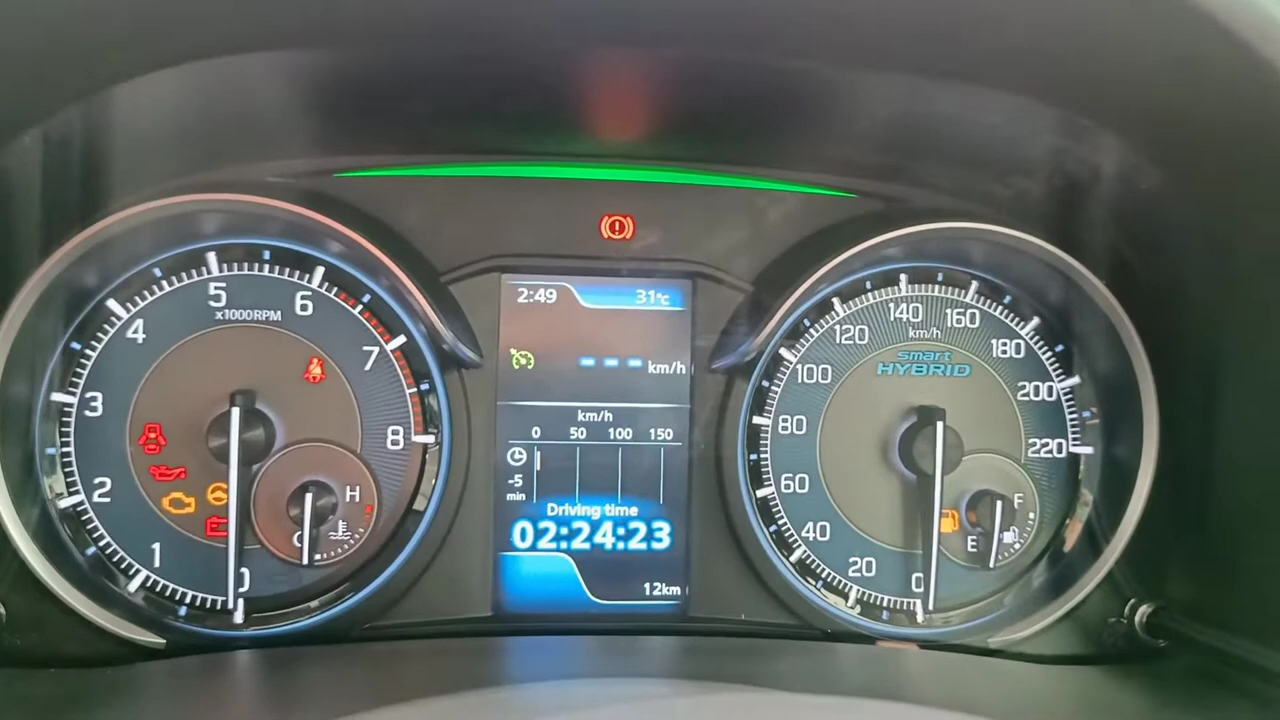 5
6
x1000RPM
4
7
3
8
2
1
0
H
C
2:49
31°C
--- km/h
km/h
0 50 100 150
-5
min
Driving time
02:24:23
12km
140
120
160
km/h
smart
HYBRID
100
180
80
200
60
220
40
20
0
F
E